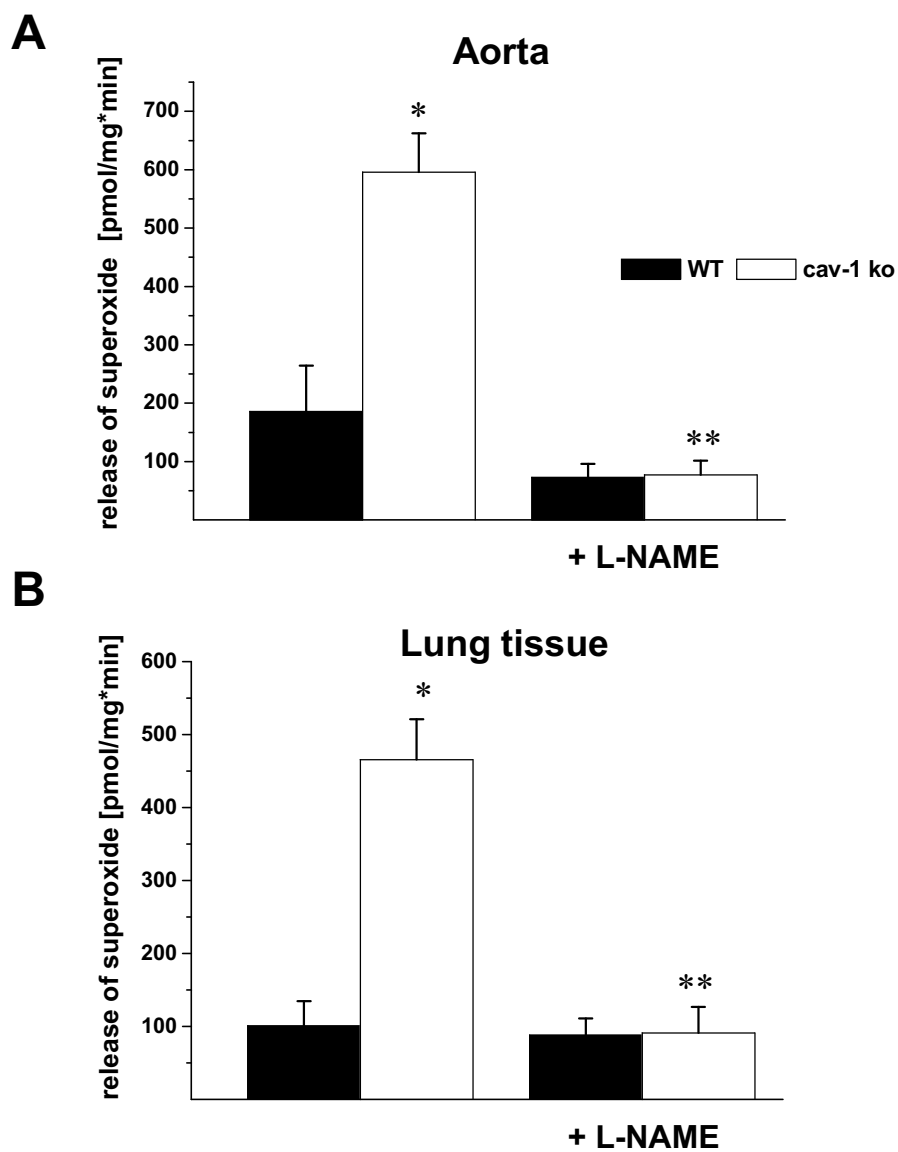 A
Aorta
release of superoxide [pmol/mg*min]
700
600
500
400
300
200
100
*
**
WT cav-1 ko
+ L-NAME
B
Lung tissue
release of superoxide [pmol/mg*min]
600
500
400
300
200
100
*
**
+ L-NAME